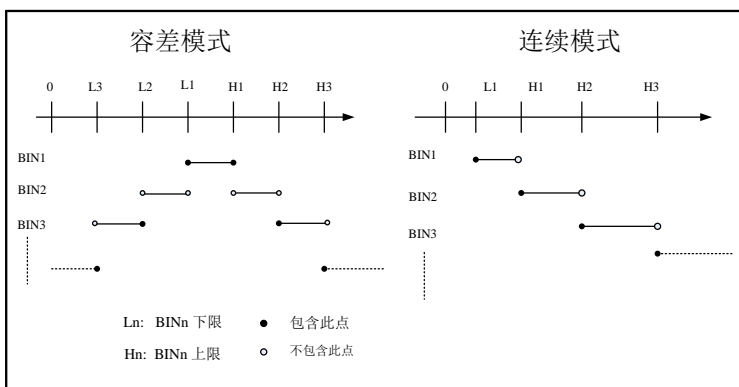 容差模式
连续模式
0 L3 L2 L1 H1 H2 H3
0 L1 H1 H2 H3
BIN1
BIN2
BIN3
BIN1
BIN2
BIN3
Ln: BINn 下限 包含此点
Hn: BINn 上限 不包含此点